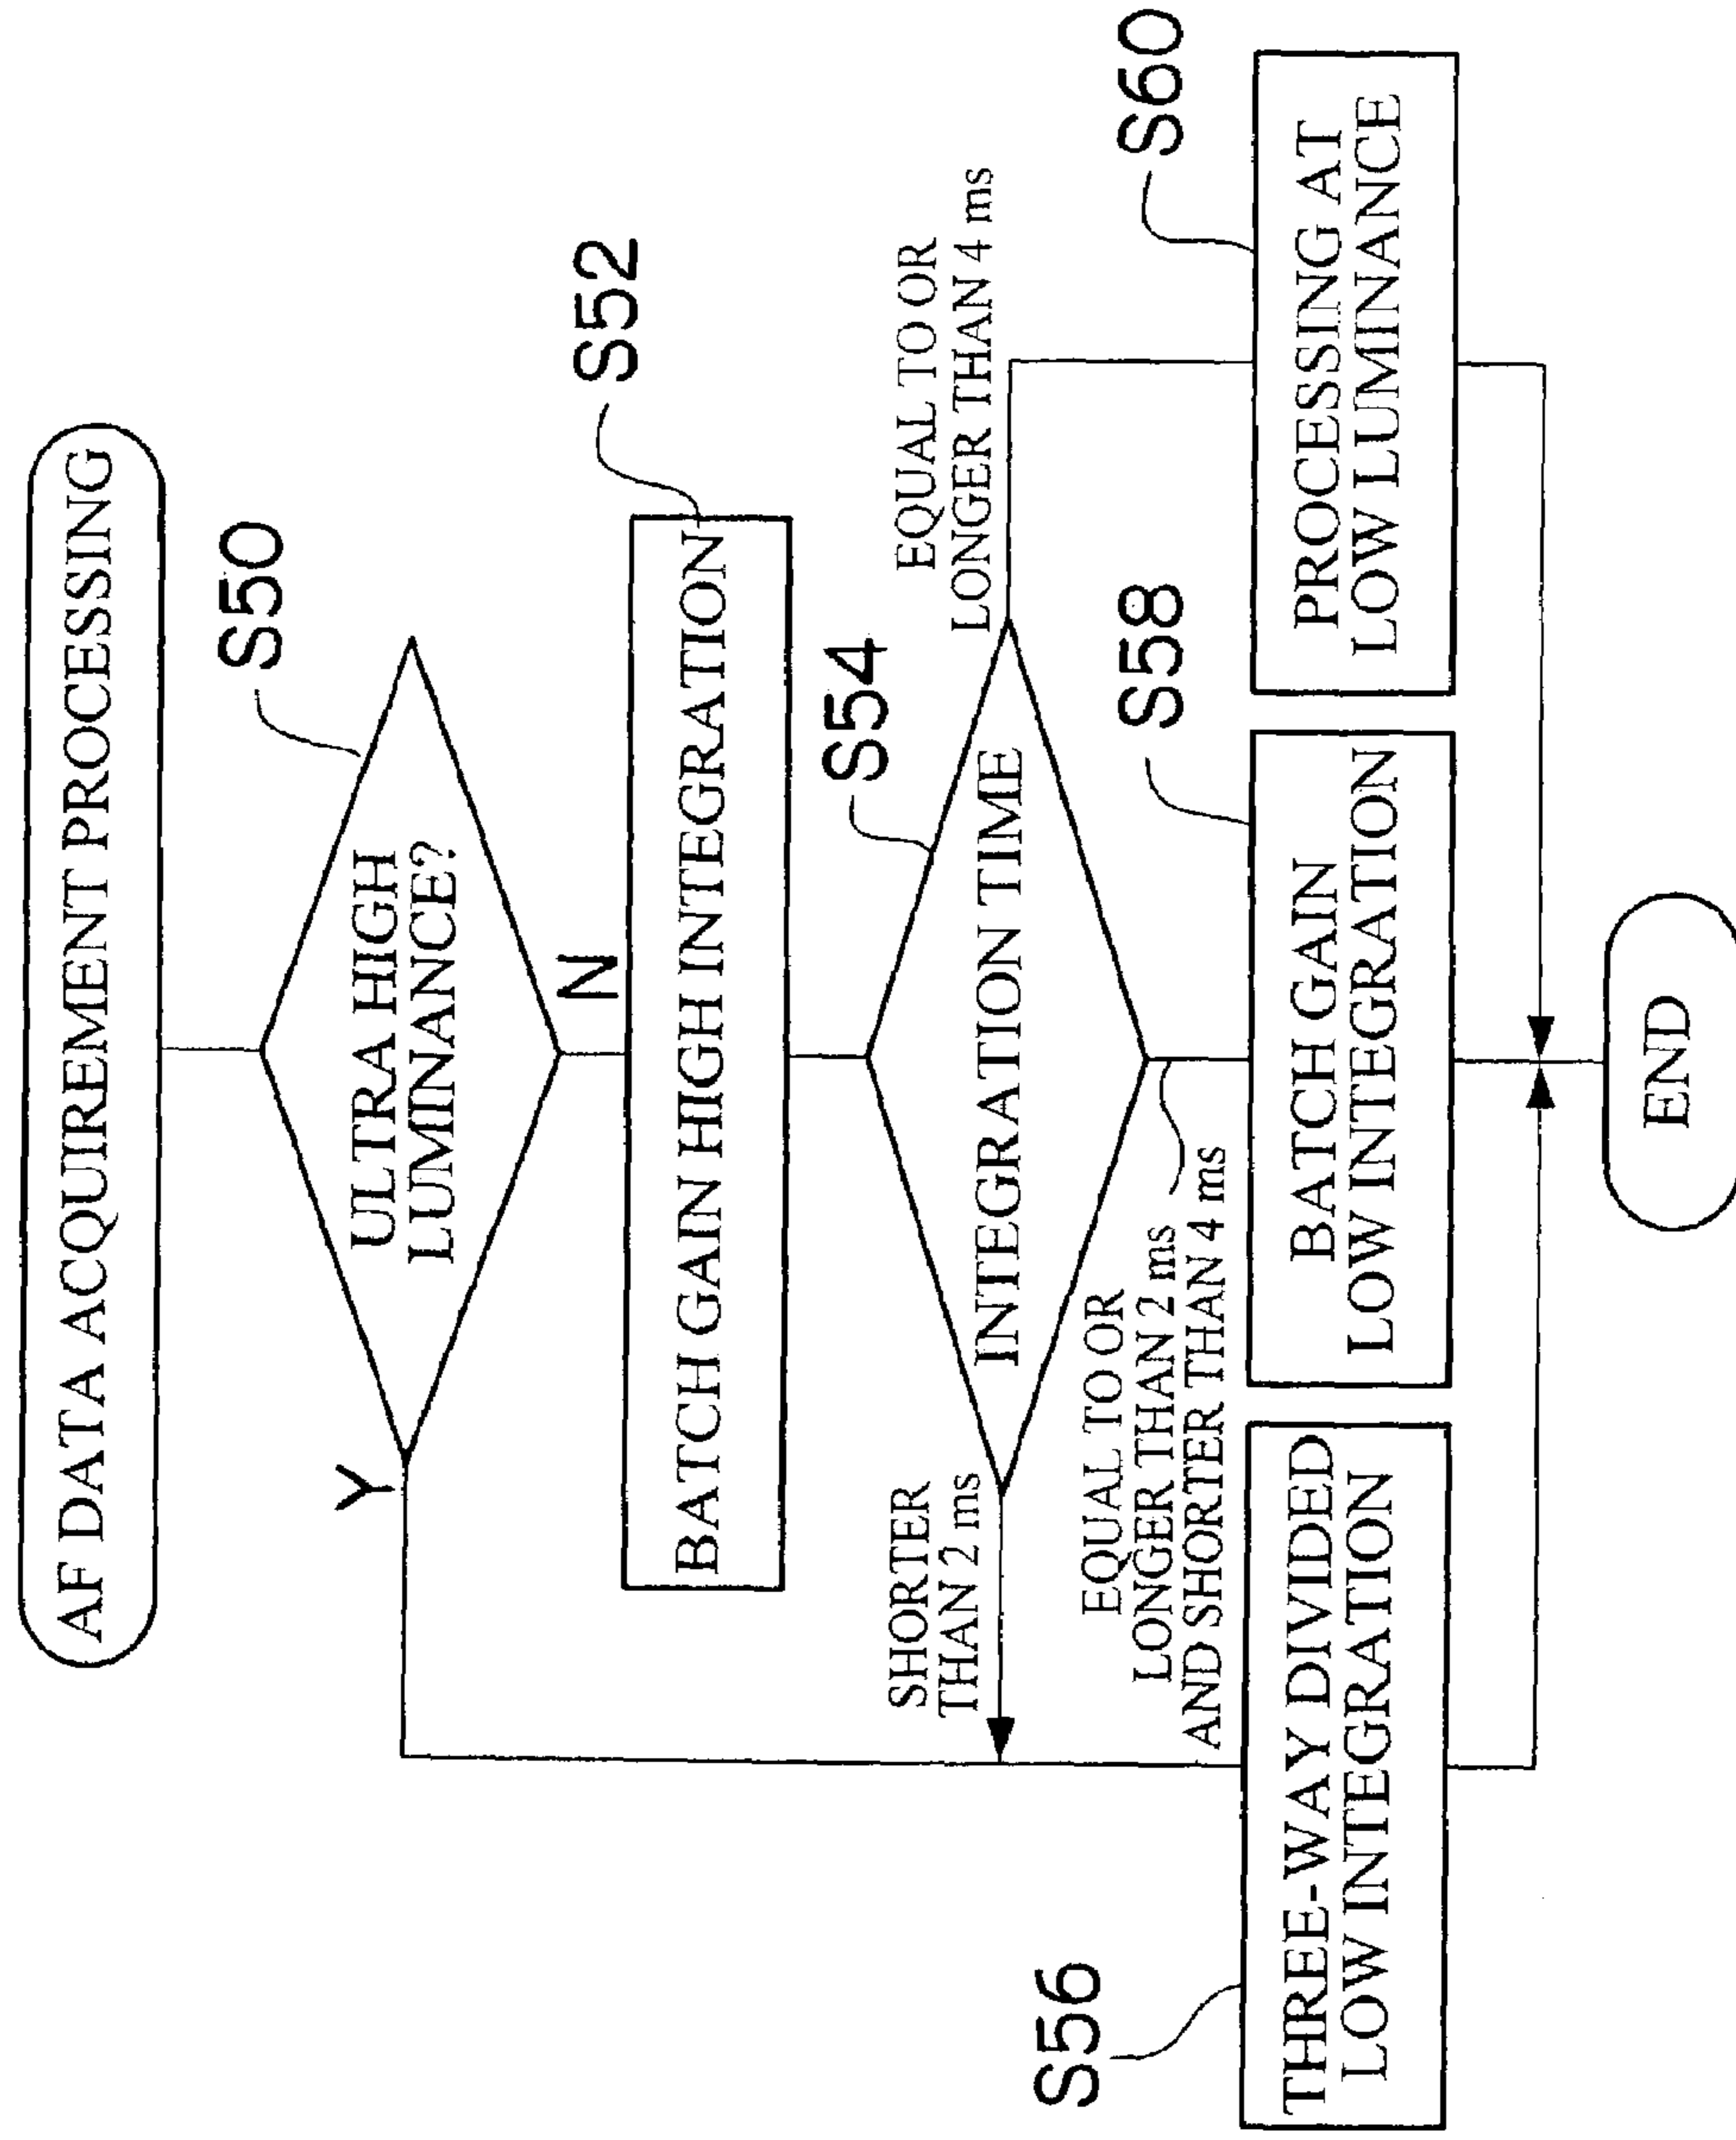 AF DATA ACQUIREMENT PROCESSING
S50
ULTRA HIGH
LUMINANCE?
Y
N
S52
BATCH GAIN HIGH INTEGRATION
S54
INTEGRATION TIME
SHORTER
THAN 2 ms
EQUAL TO OR
LONGER THAN 4 ms
EQUAL TO OR
LONGER THAN 2 ms
AND SHORTER THAN 4 ms
S56
THREE-WAY DIVIDED
LOW INTEGRATION
S58
BATCH GAIN
LOW INTEGRATION
S60
PROCESSING AT
LOW LUMINANCE
END